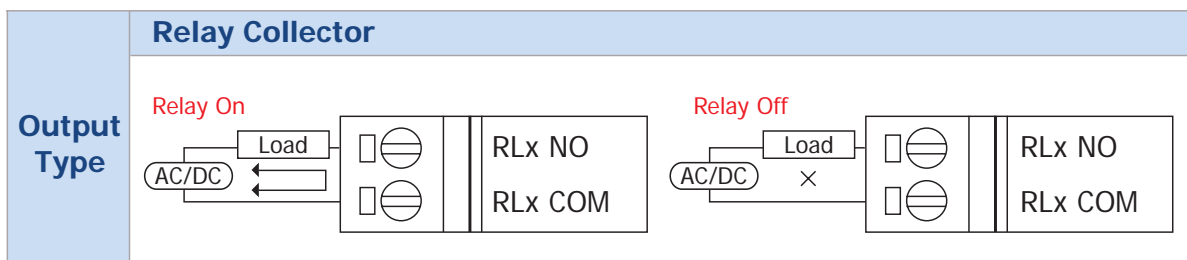 Relay Collector
Output
Type
Relay On
Load
AC/DC
RLx NO
RLx COM
Relay Off
Load
AC/DC
RLx NO
RLx COM